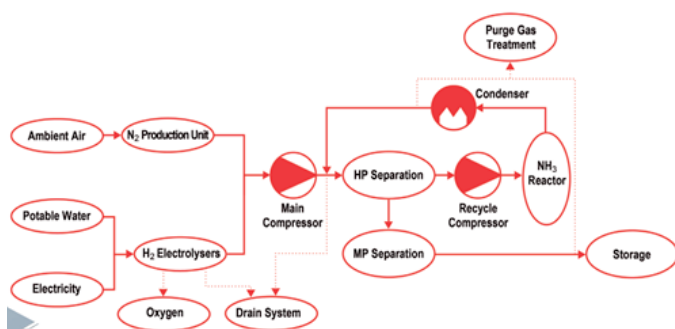 Purge Gas
Treatment
Condenser
Ambient Air
N₂ Production Unit
HP Separation
NH₃
Reactor
Main
Compressor
Recycle
Compressor
Potable Water
H₂ Electrolysers
MP Separation
Storage
Electricity
Oxygen
Drain System